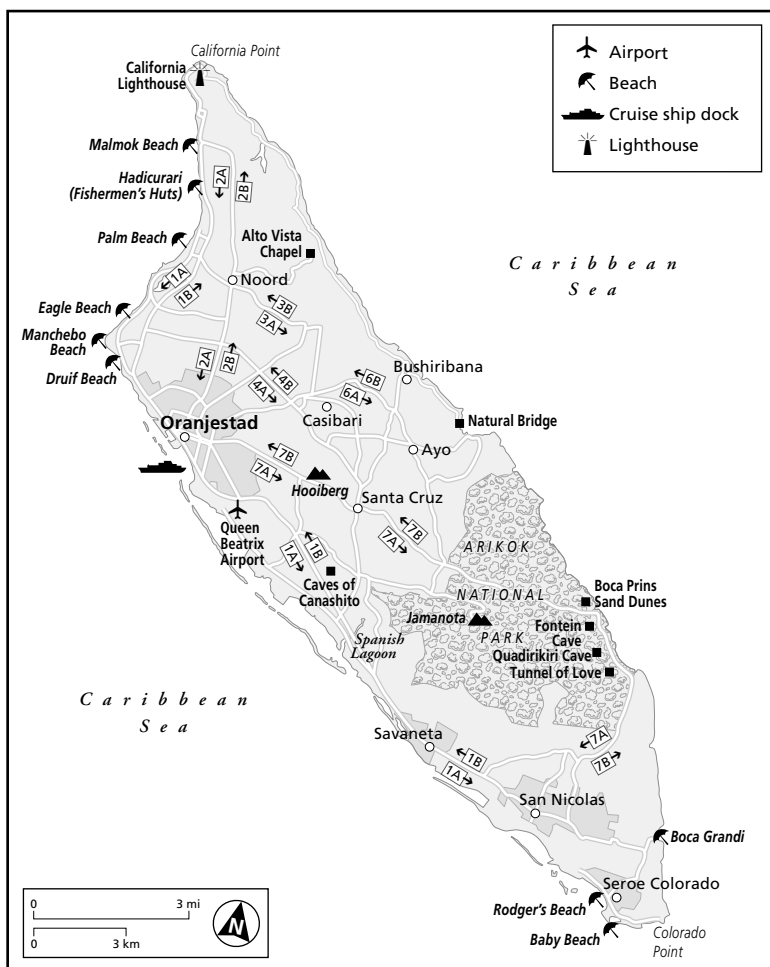 California Point
California
Lighthouse
Airport
Beach
Cruise ship dock
Lighthouse
Malmok Beach
Hadicurari
(Fishermen's Huts)
2A
2B
Palm Beach
Alto Vista
Chapel
Caribbean
Sea
1A
1B
Noord
Eagle Beach
3B
3A
Manchebo
Beach
Druif Beach
2A
2B
4B
4A
6B
6A
Bushiribana
Casibari
Natural Bridge
Oranjestad
Ayo
7B
7A
Hooiberg
Santa Cruz
Queen
Beatrix
Airport
1B
1A
7B
7A
ARIKOK
Caves of
Canashito
NATIONAL
Boca Prins
Sand Dunes
Jamanota
PARK
Fontein
Cave
Spanish
Lagoon
Quadirikiri Cave
Tunnel of Love
Caribbean
Sea
Savaneta
1B
1A
7A
7B
San Nicolas
Boca Grandi
Seroe Colorado
Rodger's Beach
Baby Beach
Colorado
Point
0 3 mi
0 3 km
N